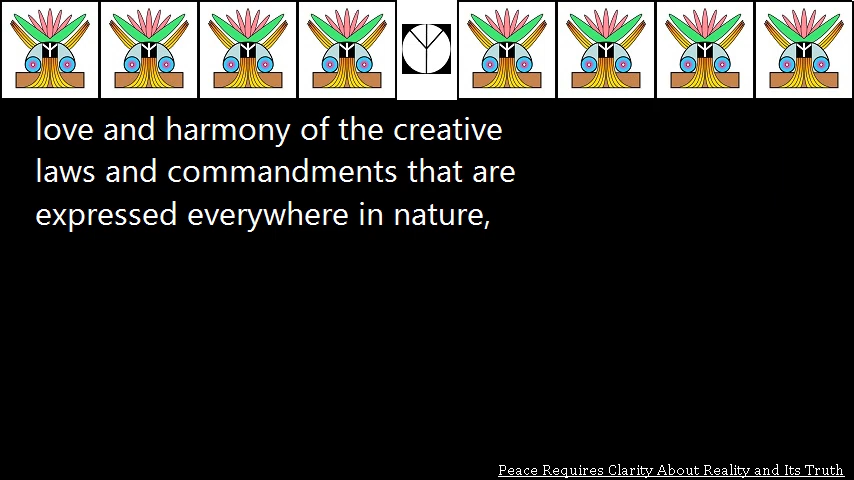 love and harmony of the creative
laws and commandments that are
expressed everywhere in nature,
Peace Requires Clarity About Reality and Its Truth